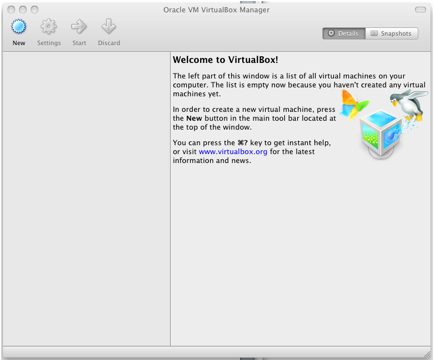 Oracle VM VirtualBox Manager
New Settings Start Discard Details Snapshots
Welcome to VirtualBox!
The left part of this window is a list of all virtual machines on your
computer. The list is empty now because you haven't created any virtual
machines yet.
In order to create a new virtual machine, press
the New button in the main tool bar located at
the top of the window.
You can press the ⌘? key to get instant help,
or visit www.virtualbox.org for the latest
information and news.